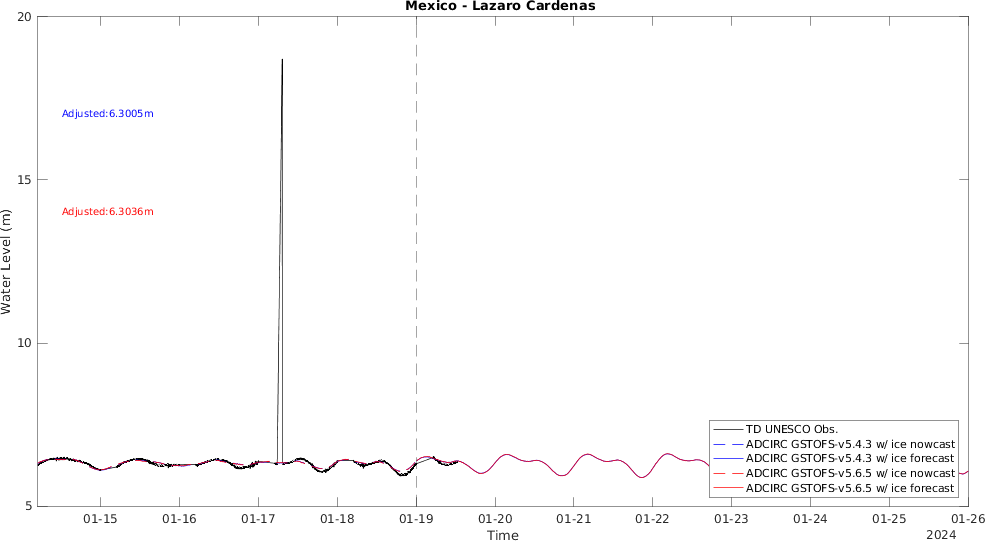 Mexico - Lazaro Cardenas
20
15
10
5
Water Level (m)
Adjusted:6.3005m
Adjusted:6.3036m
TD UNESCO Obs.
ADCIRC GSTOFS-v5.4.3 w/ ice nowcast
ADCIRC GSTOFS-v5.4.3 w/ ice forecast
ADCIRC GSTOFS-v5.6.5 w/ ice nowcast
ADCIRC GSTOFS-v5.6.5 w/ ice forecast
01-15 01-16 01-17 01-18 01-19 01-20 01-21 01-22 01-23 01-24 01-25 01-26
Time
2024